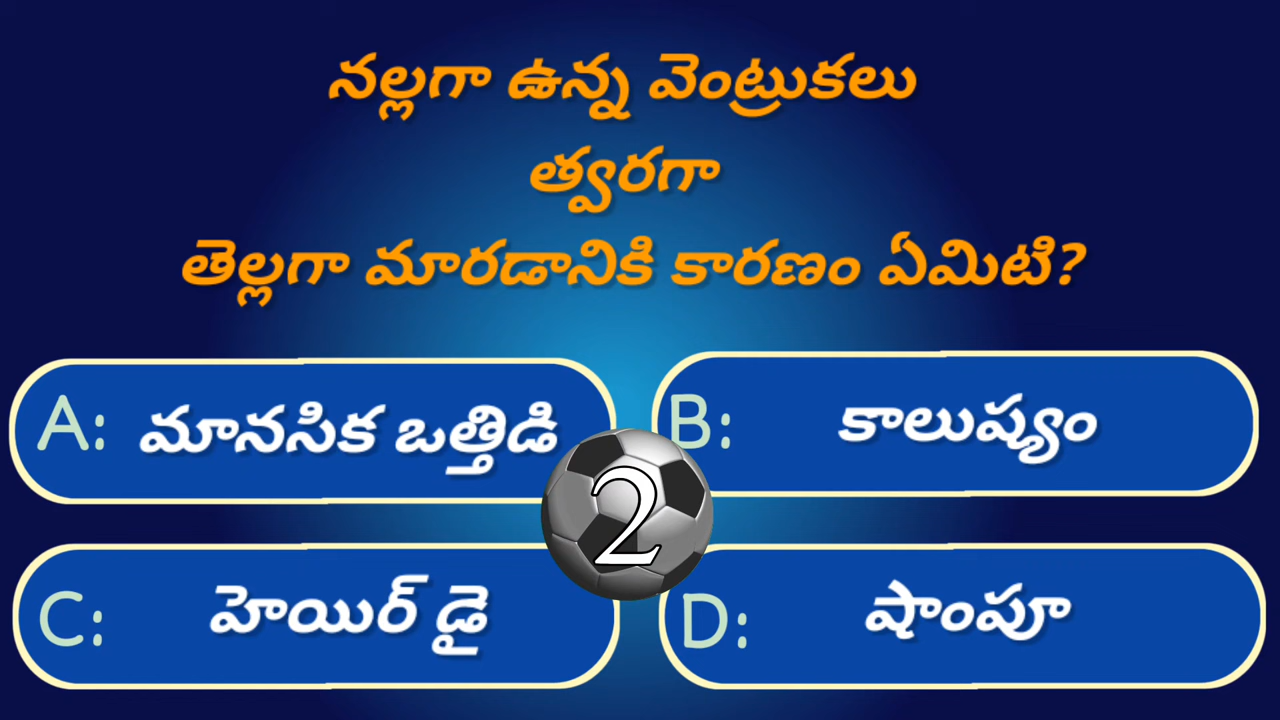 నల్లగా ఉన్న వెంట్రుకలు
త్వరగా
తెల్లగా మారడానికి కారణం ఏమిటి?
A: మానసిక ఒత్తిడి
B: కాలుష్యం
2
C: హెయిర్ డై
D: షాంపూ